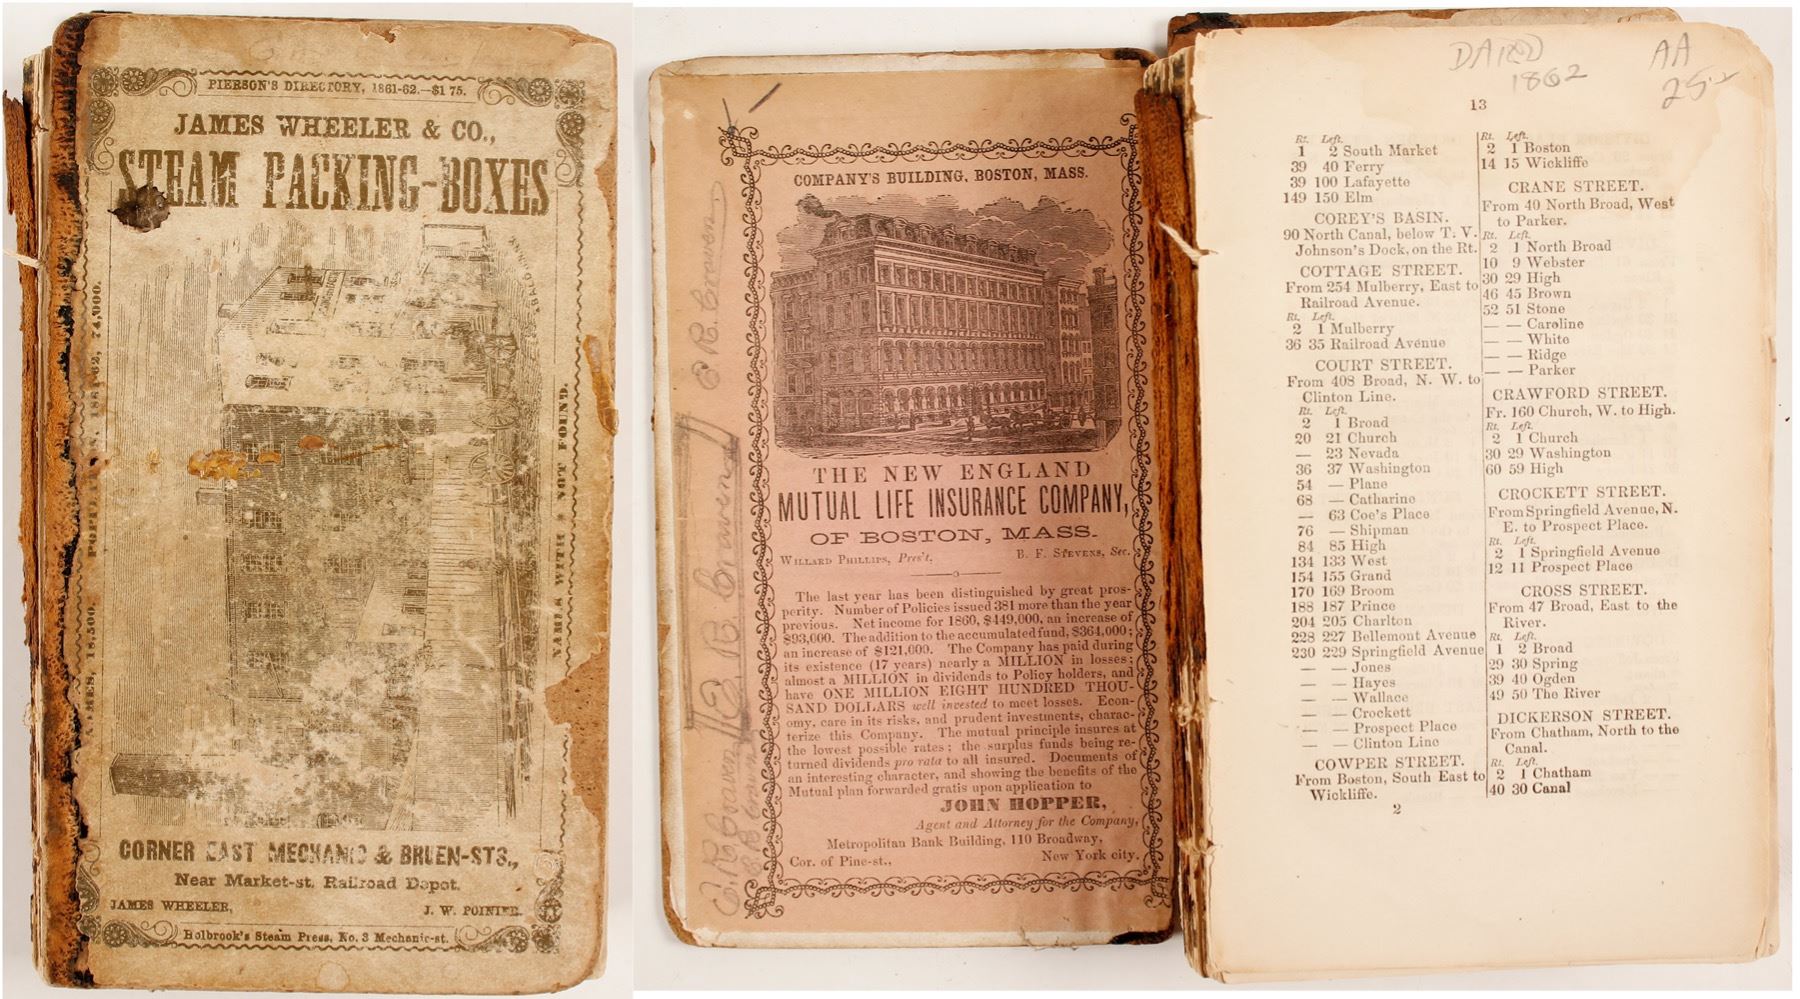 PIERSON'S DIRECTORY, 1861-62.—$1 75.
JAMES WHEELER & CO.,
STEAM PACKING-BOXES
NAMES, 18,500. POPULATION, 1861-62, 74,000.
NAMES WITH * NOT FOUND.
CORNER EAST MECHANIC & BRUEN-STS.,
Near Market-st. Railroad Depot.
JAMES WHEELER, J. W. POINIER.
Holbrook's Steam Press, No. 3 Mechanic-st.
C. R. Craven
COMPANY'S BUILDING, BOSTON, MASS.
THE NEW ENGLAND
MUTUAL LIFE INSURANCE COMPANY,
OF BOSTON, MASS.
WILLARD PHILLIPS, Pres't. B. F. STEVENS, Sec.
The last year has been distinguished by great pros-
perity. Number of Policies issued 381 more than the year
previous. Net income for 1860, $449,000, an increase of
$93,000. The addition to the accumulated fund, $364,000;
an increase of $121,000. The Company has paid during
its existence (17 years) nearly a MILLION in losses;
almost a MILLION in dividends to Policy holders, and
have ONE MILLION EIGHT HUNDRED THOU-
SAND DOLLARS well invested to meet losses. Econ-
omy, care in its risks, and prudent investments, charac-
terize this Company. The mutual principle insures at
the lowest possible rates; the surplus funds being re-
turned dividends pro rata to all insured. Documents of
an interesting character, and showing the benefits of the
Mutual plan forwarded gratis upon application to
JOHN HOPPER,
Agent and Attorney for the Company,
Metropolitan Bank Building, 110 Broadway,
Cor. of Pine-st., New York city.
DATED
1862
AA
25
13
Rt. Left.
1 2 South Market
39 40 Ferry
39 100 Lafayette
149 150 Elm
COREY'S BASIN.
90 North Canal, below T. V.
Johnson's Dock, on the Rt.
COTTAGE STREET.
From 254 Mulberry, East to
Railroad Avenue.
Rt. Left.
2 1 Mulberry
36 35 Railroad Avenue
COURT STREET.
From 408 Broad, N. W. to
Clinton Line.
Rt. Left.
2 1 Broad
20 21 Church
— 23 Nevada
36 37 Washington
54 — Plane
68 — Catharine
— 63 Coe's Place
76 — Shipman
84 85 High
134 133 West
154 155 Grand
170 169 Broom
188 187 Prince
204 205 Charlton
228 227 Bellemont Avenue
230 229 Springfield Avenue
— — Jones
— — Hayes
— — Wallace
— — Crockett
— — Prospect Place
— — Clinton Line
COWPER STREET.
From Boston, South East to
Wickliffe.
2
Rt. Left.
2 1 Boston
14 15 Wickliffe
CRANE STREET.
From 40 North Broad, West
to Parker.
Rt. Left.
2 1 North Broad
10 9 Webster
30 29 High
46 45 Brown
52 51 Stone
— — Caroline
— — White
— — Ridge
— — Parker
CRAWFORD STREET.
Fr. 160 Church, W. to High.
Rt. Left.
2 1 Church
30 29 Washington
60 59 High
CROCKETT STREET.
From Springfield Avenue, N.
E. to Prospect Place.
Rt. Left.
2 1 Springfield Avenue
12 11 Prospect Place
CROSS STREET.
From 47 Broad, East to the
River.
Rt. Left.
1 2 Broad
29 30 Spring
39 40 Ogden
49 50 The River
DICKERSON STREET.
From Chatham, North to the
Canal.
Rt. Left.
2 1 Chatham
40 30 Canal